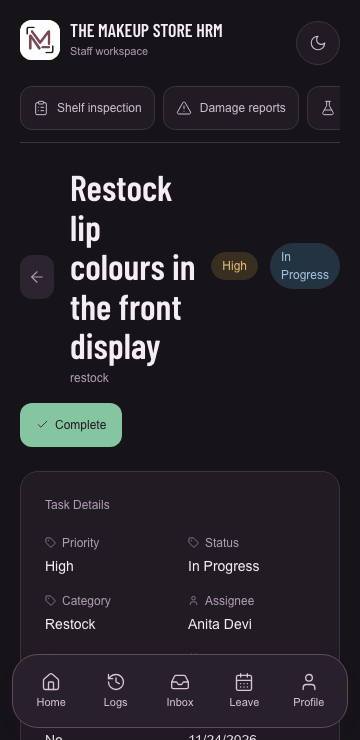 THE MAKEUP STORE HRM
Staff workspace
Shelf inspection
Damage reports
Restock
lip
colours in
the front
display
High
In
Progress
restock
Complete
Task Details
Priority
Status
High
In Progress
Category
Assignee
Restock
Anita Devi
Home
Logs
Inbox
Leave
Profile
No
11/24/2026